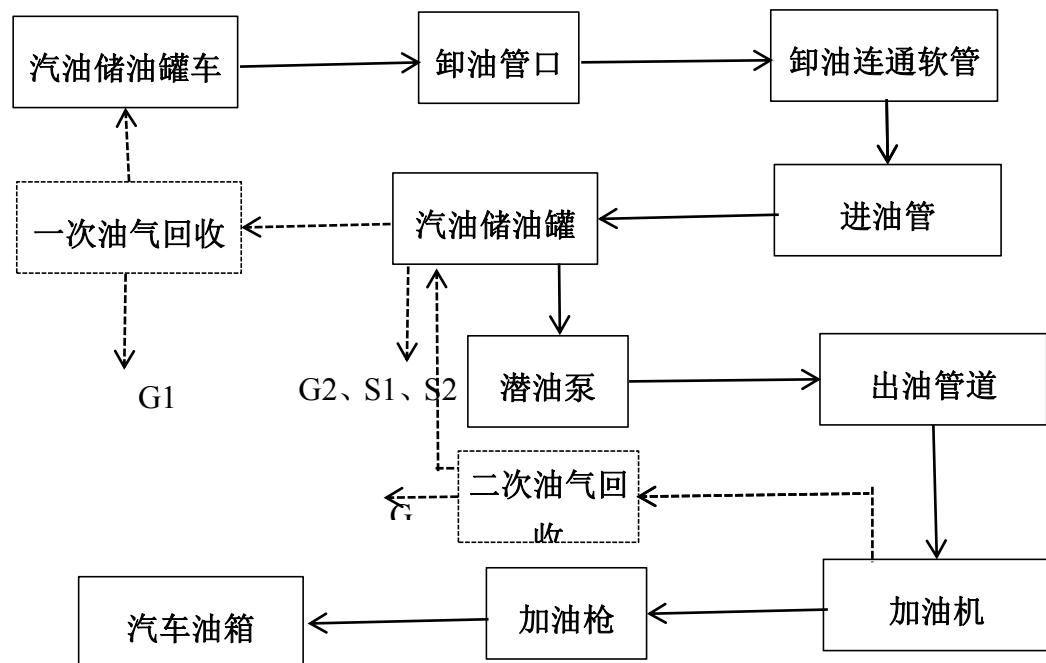 汽油储油罐车
卸油管口
卸油连通软管
一次油气回收
汽油储油罐
进油管
G1
G2、S1、S2
潜油泵
出油管道
二次油气回
收
G
汽车油箱
加油枪
加油机